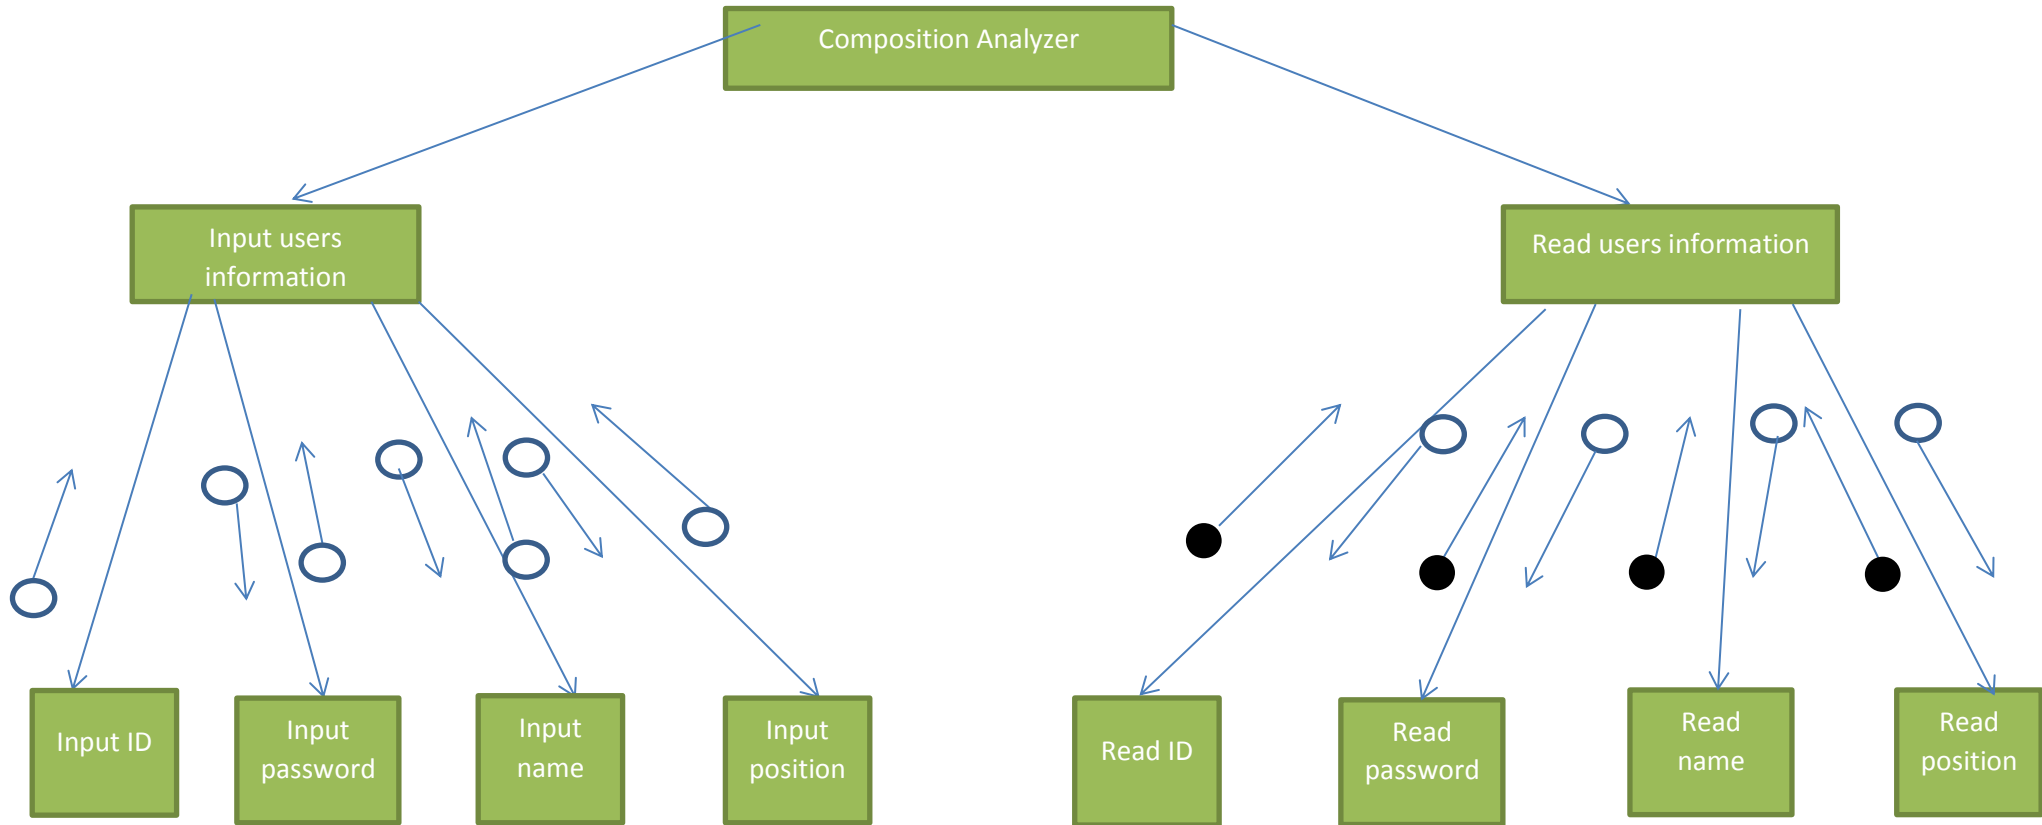 Composition Analyzer
Input users
information
Read users information
Input ID
Input
password
Input
name
Input
position
Read ID
Read
password
Read
name
Read
position